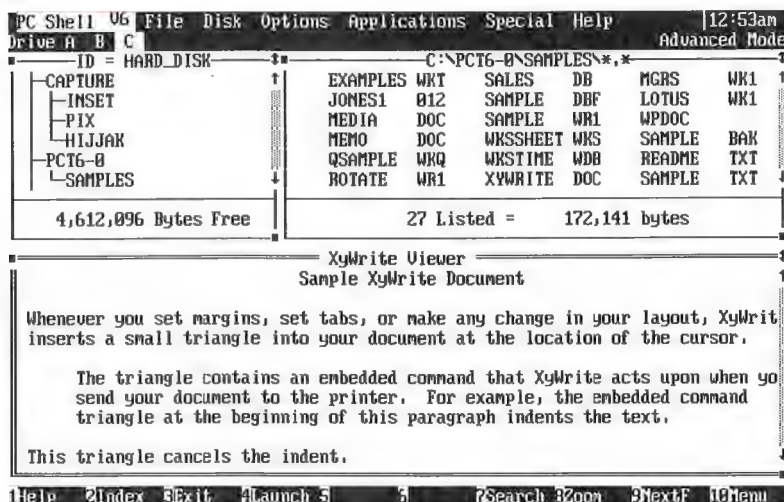 PC Shell V6 File Disk Options Applications Special Help 12:53am
Drive A B C Advanced Mode
ID = HARD_DISK
CAPTURE
INSET
PIX
HIJJAK
PCT6-0
SAMPLES
4,612,096 Bytes Free
C:\PCT6-0\SAMPLES\*.*
EXAMPLES WKT SALES DB MGRS WK1
JONES1 012 SAMPLE DBF LOTUS WK1
MEDIA DOC SAMPLE WR1 WPDOC
MEMO DOC WKSSHEET WKS SAMPLE BAK
QSAMPLE WKQ WKSTIME WDB README TXT
ROTATE WR1 XYWRITE DOC SAMPLE TXT
27 Listed = 172,141 bytes
XyWrite Viewer
Sample XyWrite Document
Whenever you set margins, set tabs, or make any change in your layout, XyWrit
inserts a small triangle into your document at the location of the cursor.
The triangle contains an embedded command that XyWrite acts upon when yo
send your document to the printer. For example, the embedded command
triangle at the beginning of this paragraph indents the text.
This triangle cancels the indent.
1Help 2Index 3Exit 4Launch 5 6 7Search 8Zoom 9NextF 10Menu